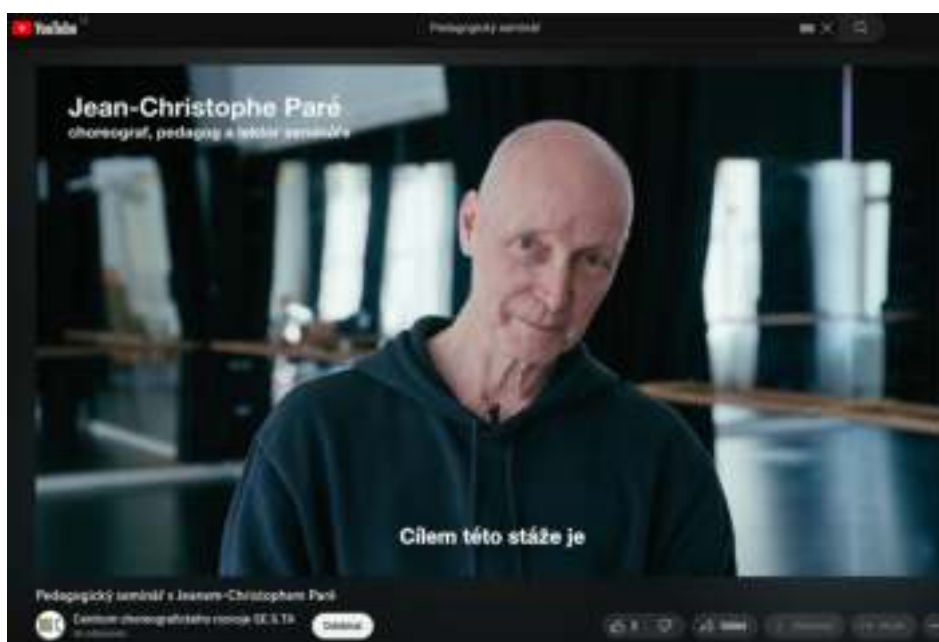 YouTube
Pedagogický seminář
Jean-Christophe Paré
choreograf, pedagog a lektor semináře
Cílem této stáže je
Pedagogický seminář s Jeanem-Christophem Paré
Centrum choreografického rozvoje SE.S.TA